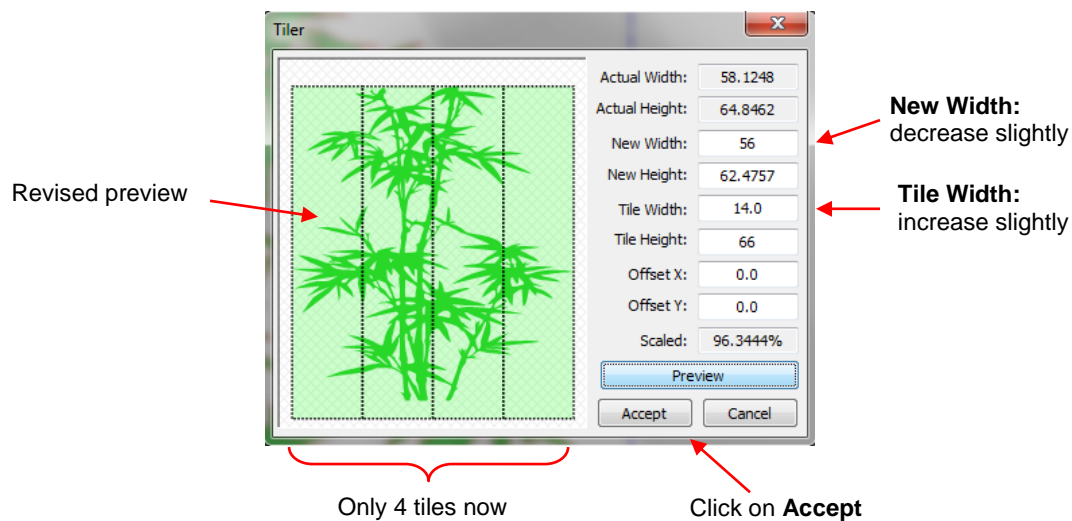 Tiler
Actual Width: 58.1248
Actual Height: 64.8462
New Width: 56
New Height: 62.4757
Tile Width: 14.0
Tile Height: 66
Offset X: 0.0
Offset Y: 0.0
Scaled: 96.3444%
Preview
Accept Cancel
New Width:
decrease slightly
Tile Width:
increase slightly
Revised preview
Only 4 tiles now
Click on Accept